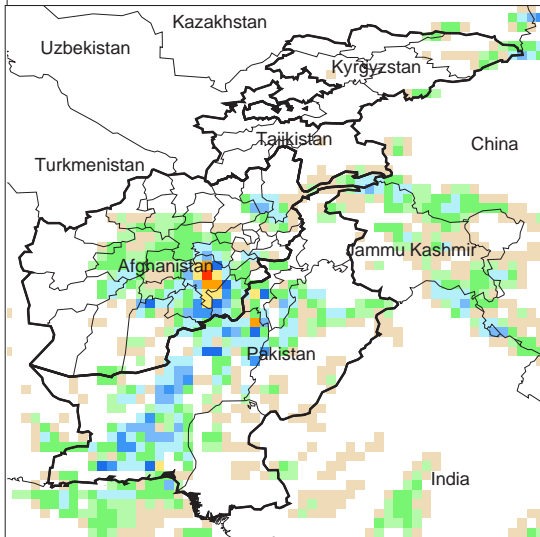 Kazakhstan
Uzbekistan
Kyrgyzstan
Tajikistan
China
Turkmenistan
Jammu Kashmir
Afghanistan
Pakistan
India